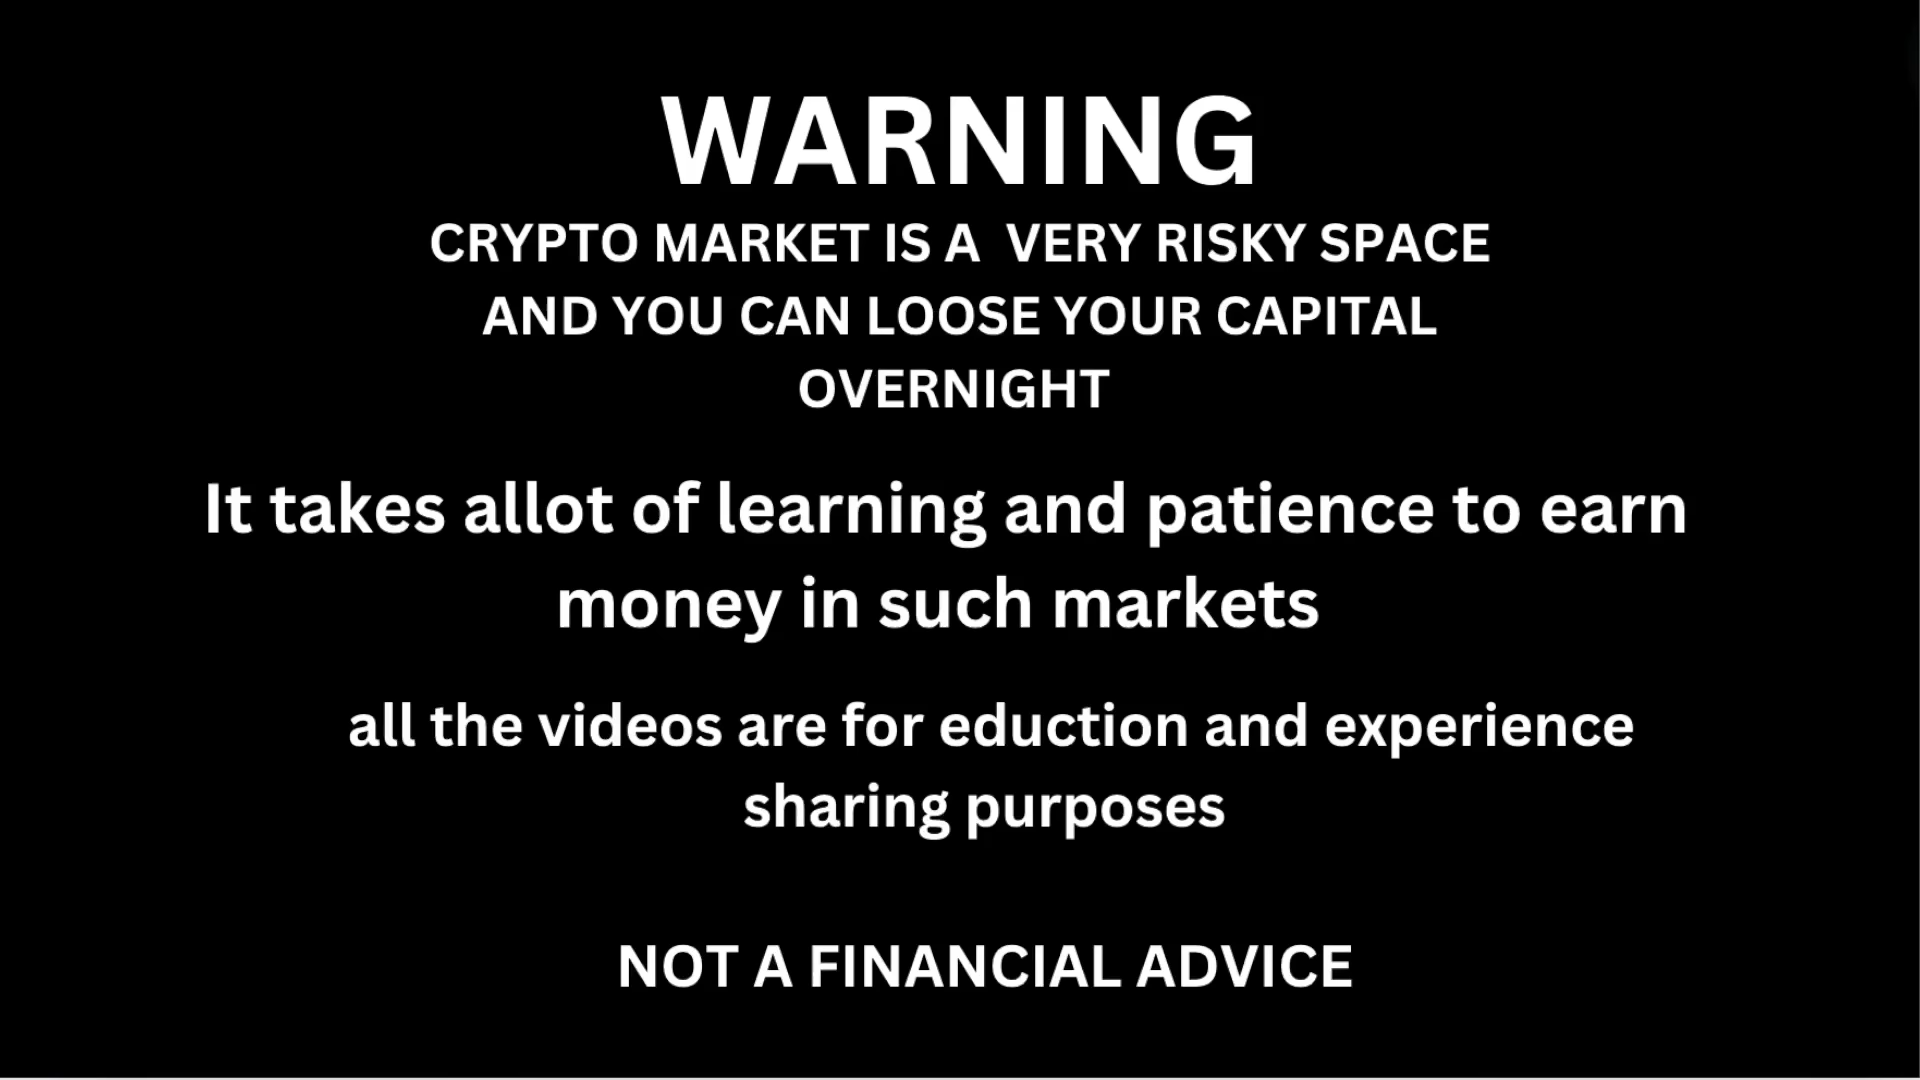 WARNING
CRYPTO MARKET IS A VERY RISKY SPACE
AND YOU CAN LOOSE YOUR CAPITAL
OVERNIGHT
It takes allot of learning and patience to earn
money in such markets
all the videos are for eduction and experience
sharing purposes
NOT A FINANCIAL ADVICE